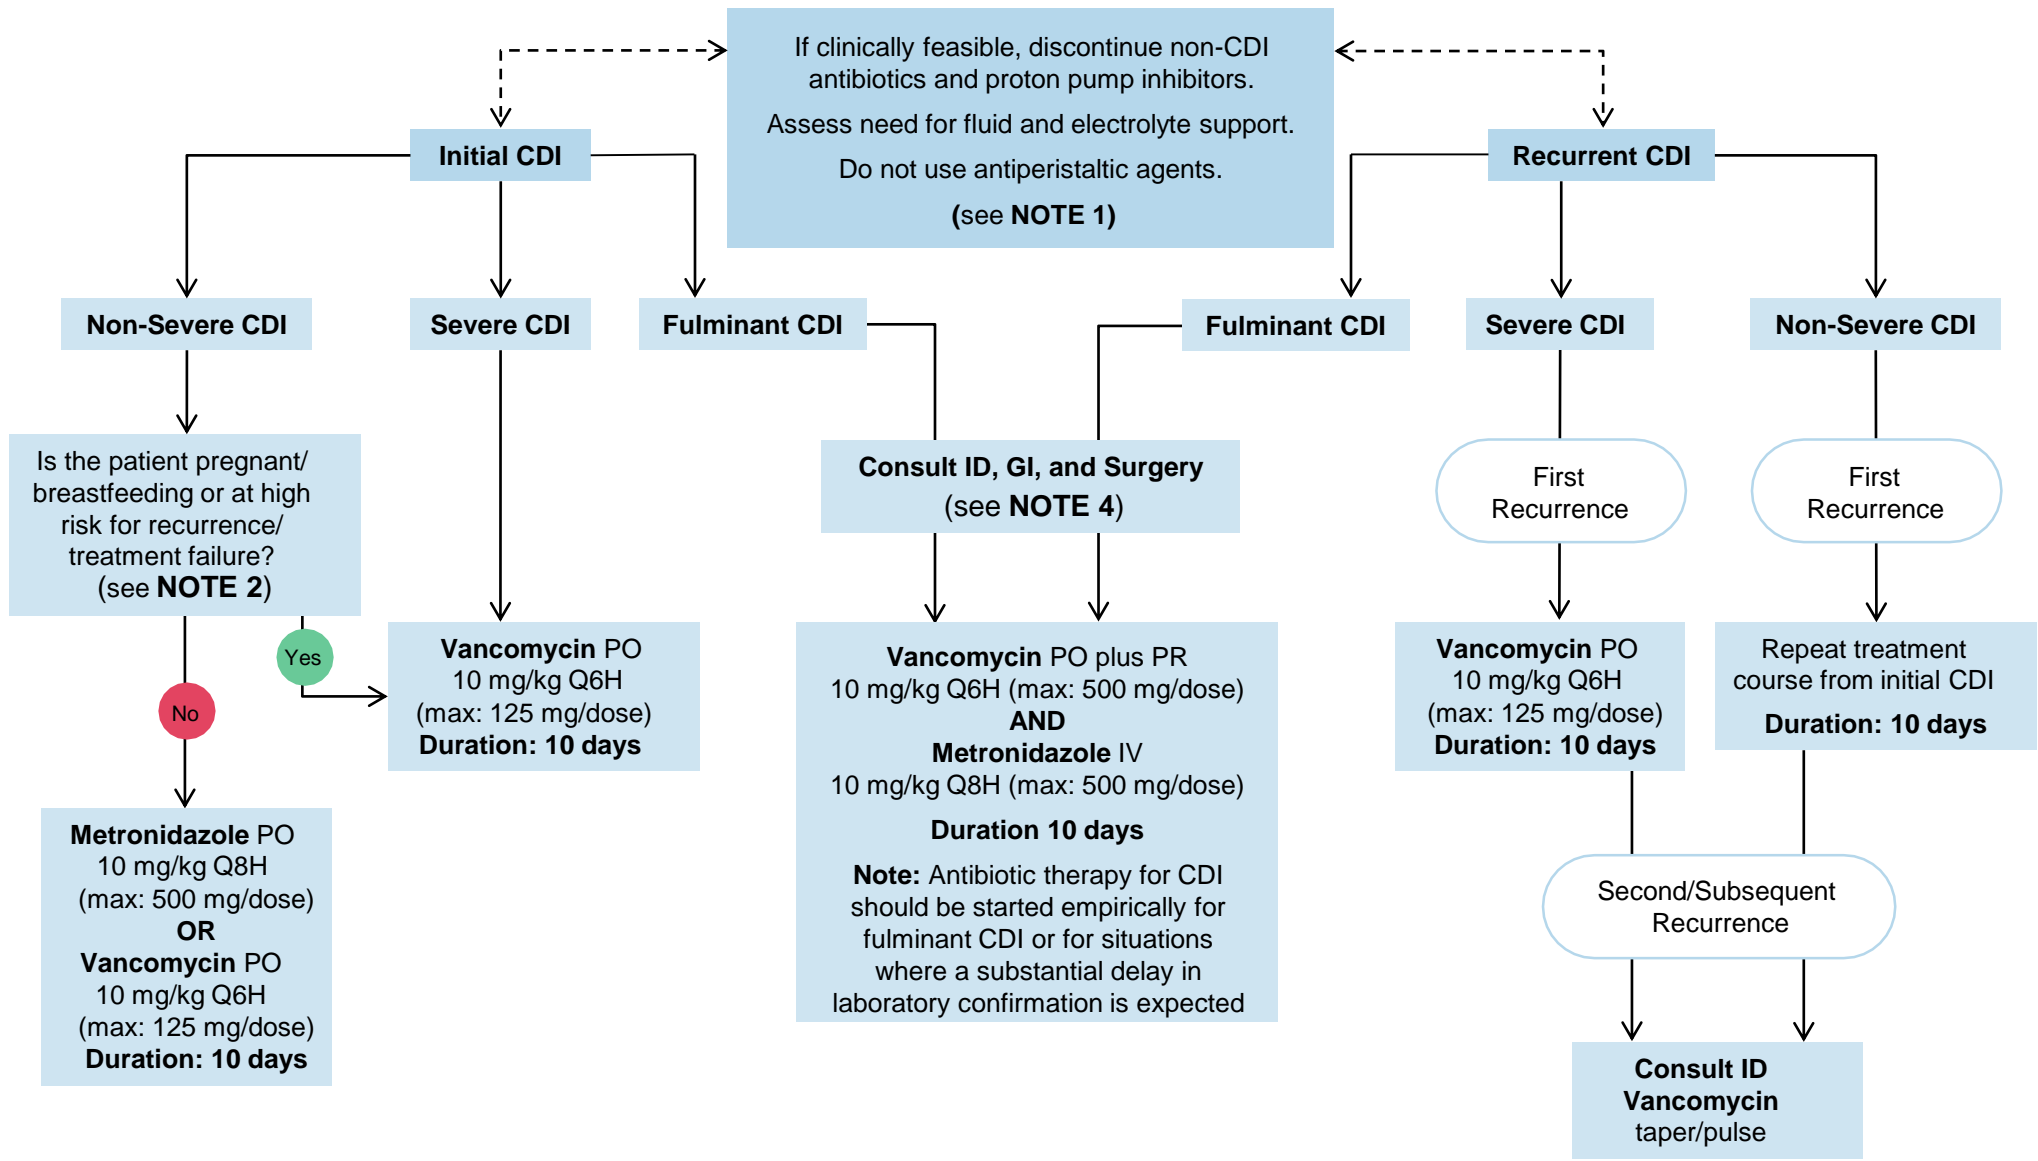 If clinically feasible, discontinue non-CDI
antibiotics and proton pump inhibitors.
Assess need for fluid and electrolyte support.
Do not use antiperistaltic agents.
(see NOTE 1)
Initial CDI
Recurrent CDI
Non-Severe CDI
Severe CDI
Fulminant CDI
Fulminant CDI
Severe CDI
Non-Severe CDI
Is the patient pregnant/
breastfeeding or at high
risk for recurrence/
treatment failure?
(see NOTE 2)
Consult ID, GI, and Surgery
(see NOTE 4)
First
Recurrence
First
Recurrence
Yes
No
Vancomycin PO
10 mg/kg Q6H
(max: 125 mg/dose)
Duration: 10 days
Vancomycin PO plus PR
10 mg/kg Q6H (max: 500 mg/dose)
AND
Metronidazole IV
10 mg/kg Q8H (max: 500 mg/dose)
Duration 10 days
Note: Antibiotic therapy for CDI
should be started empirically for
fulminant CDI or for situations
where a substantial delay in
laboratory confirmation is expected
Vancomycin PO
10 mg/kg Q6H
(max: 125 mg/dose)
Duration: 10 days
Repeat treatment
course from initial CDI
Duration: 10 days
Metronidazole PO
10 mg/kg Q8H
(max: 500 mg/dose)
OR
Vancomycin PO
10 mg/kg Q6H
(max: 125 mg/dose)
Duration: 10 days
Second/Subsequent
Recurrence
Consult ID
Vancomycin
taper/pulse